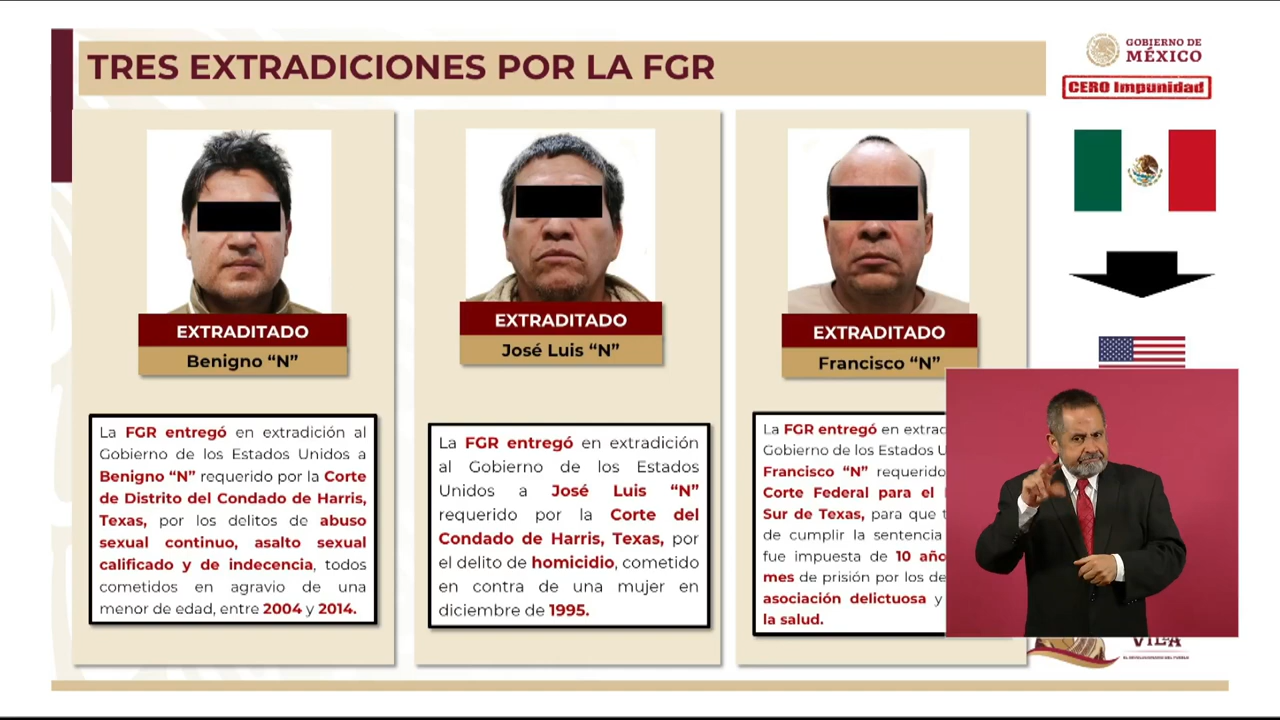 TRES EXTRADICIONES POR LA FGR
GOBIERNO DE
MÉXICO
CERO Impunidad
EXTRADITADO
Benigno “N”
La FGR entregó en extradición al
Gobierno de los Estados Unidos a
Benigno “N” requerido por la Corte
de Distrito del Condado de Harris,
Texas, por los delitos de abuso
sexual continuo, asalto sexual
calificado y de indecencia, todos
cometidos en agravio de una
menor de edad, entre 2004 y 2014.
EXTRADITADO
José Luis “N”
La FGR entregó en extradición
al Gobierno de los Estados
Unidos a José Luis “N”
requerido por la Corte del
Condado de Harris, Texas, por
el delito de homicidio, cometido
en contra de una mujer en
diciembre de 1995.
EXTRADITADO
Francisco “N”
La FGR entregó en extrad
Gobierno de los Estados U
Francisco “N” requerido
Corte Federal para el
Sur de Texas, para que t
de cumplir la sentencia
fue impuesta de 10 año
mes de prisión por los de
asociación delictuosa y
la salud.
VILLA
EL REVOLUCIONARIO DEL PUEBLO